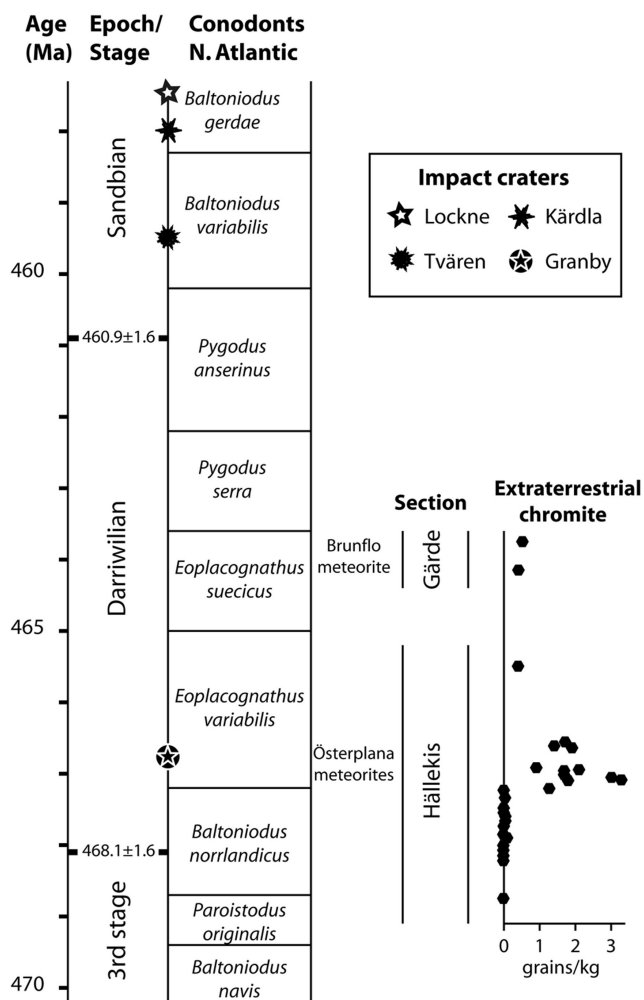 Age
(Ma)
Epoch/
Stage
Conodonts
N. Atlantic
Baltoniodus
gerdae
Sandbian
Baltoniodus
variabilis
Impact craters
Lockne
Kärdla
Tvären
Granby
460
460.9±1.6
Pygodus
anserinus
Pygodus
serra
Section
Extraterrestrial
chromite
Darriwilian
Eoplacognathus
suecicus
Brunflo
meteorite
Gärde
465
Eoplacognathus
variabilis
Österplana
meteorites
Hällekis
Baltoniodus
norrlandicus
468.1±1.6
3rd stage
Paroistodus
originalis
Baltoniodus
navis
470
0 1 2 3
grains/kg